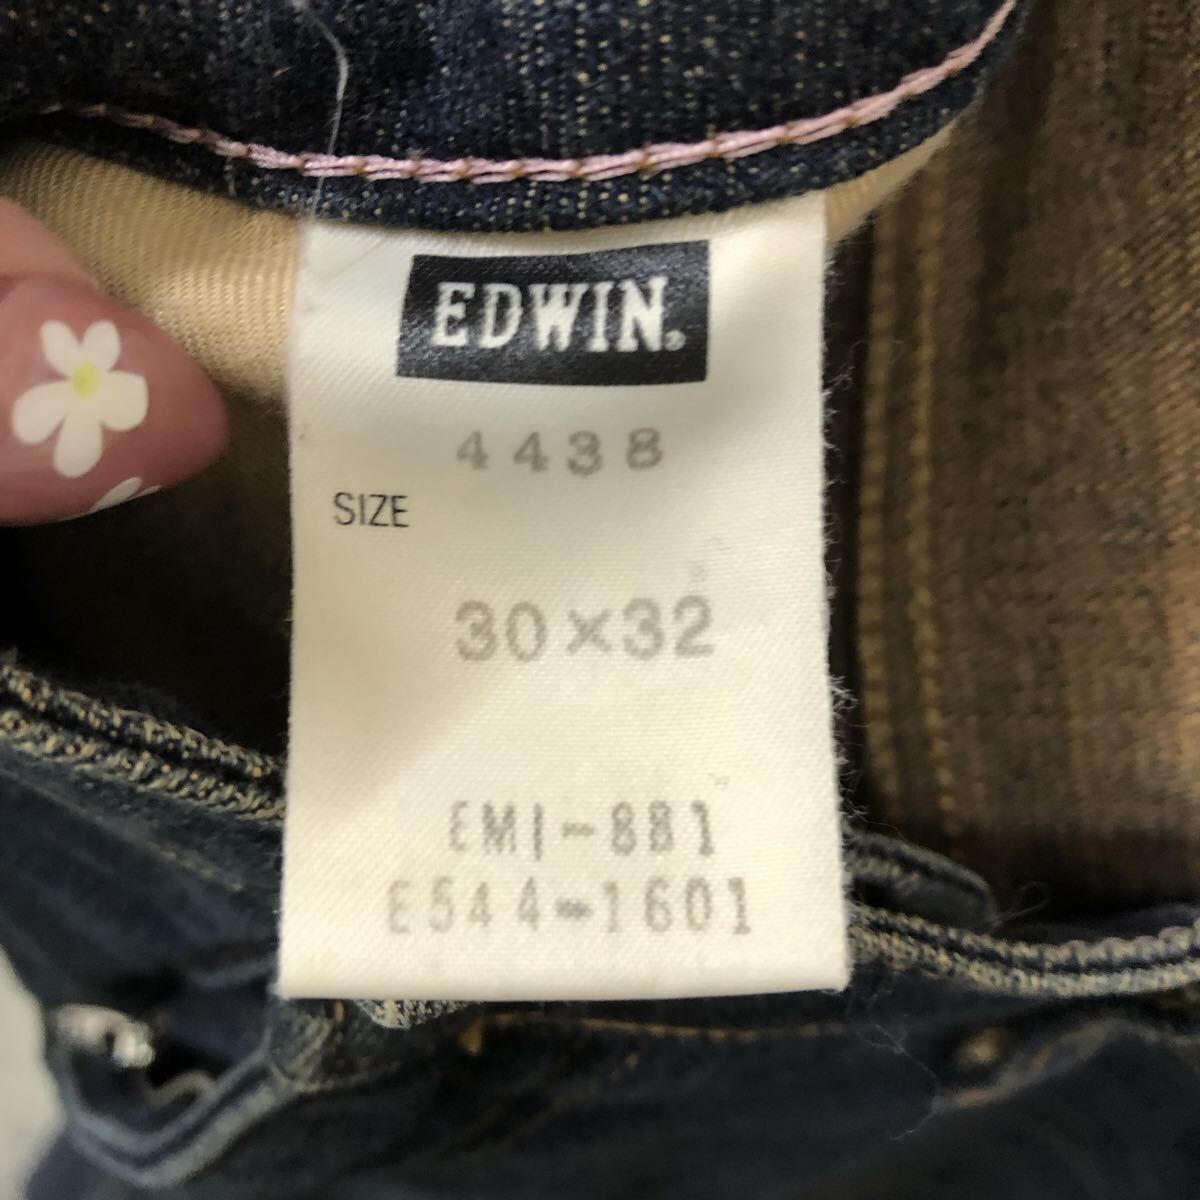 EDWIN®
4438
SIZE
30×32
EMI-881
E544-1601